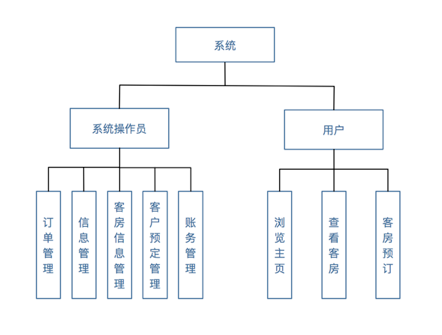 系统
系统操作员
用户
订单管理
信息管理
客房信息管理
客户预定管理
账务管理
浏览主页
查看客房
客房预订